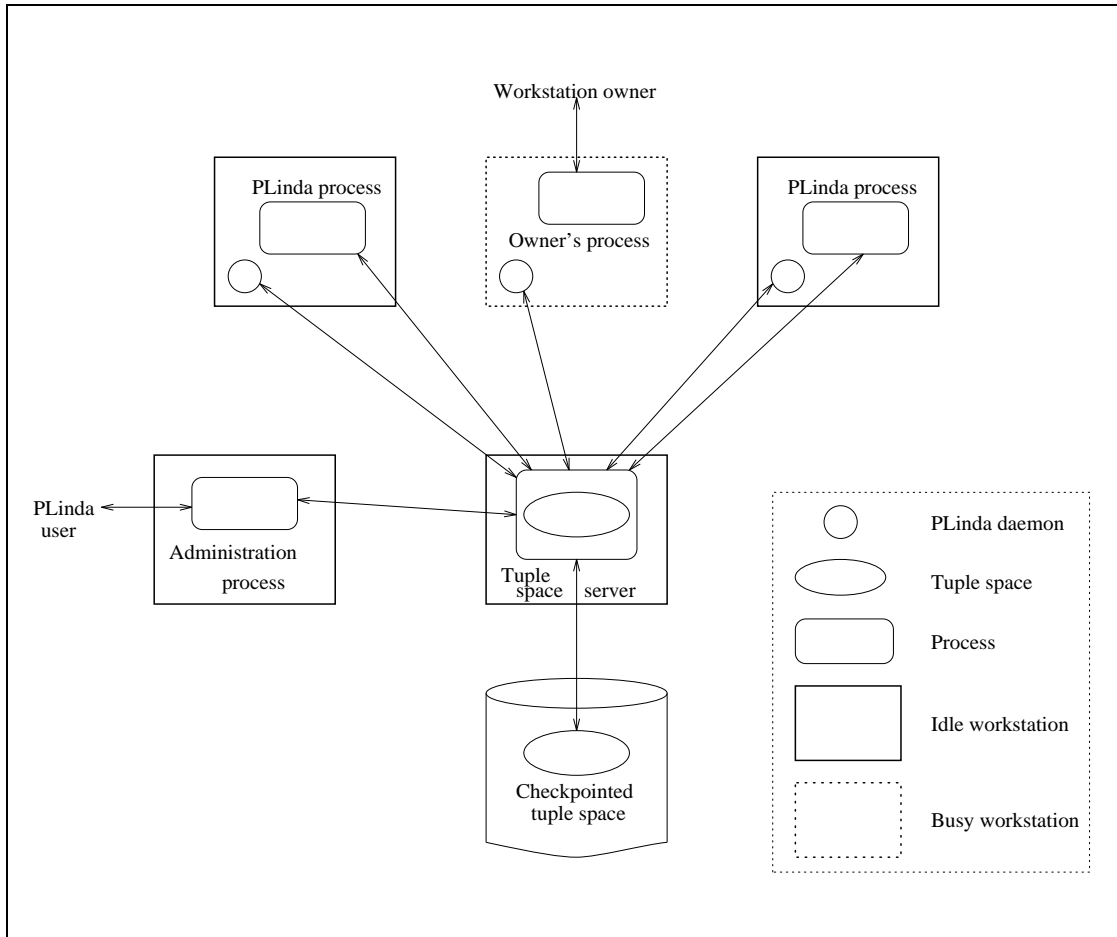 Workstation owner
PLinda process
Owner's process
PLinda process
PLinda
user
Administration
process
Tuple
space server
Checkpointed
tuple space
PLinda daemon
Tuple space
Process
Idle workstation
Busy workstation